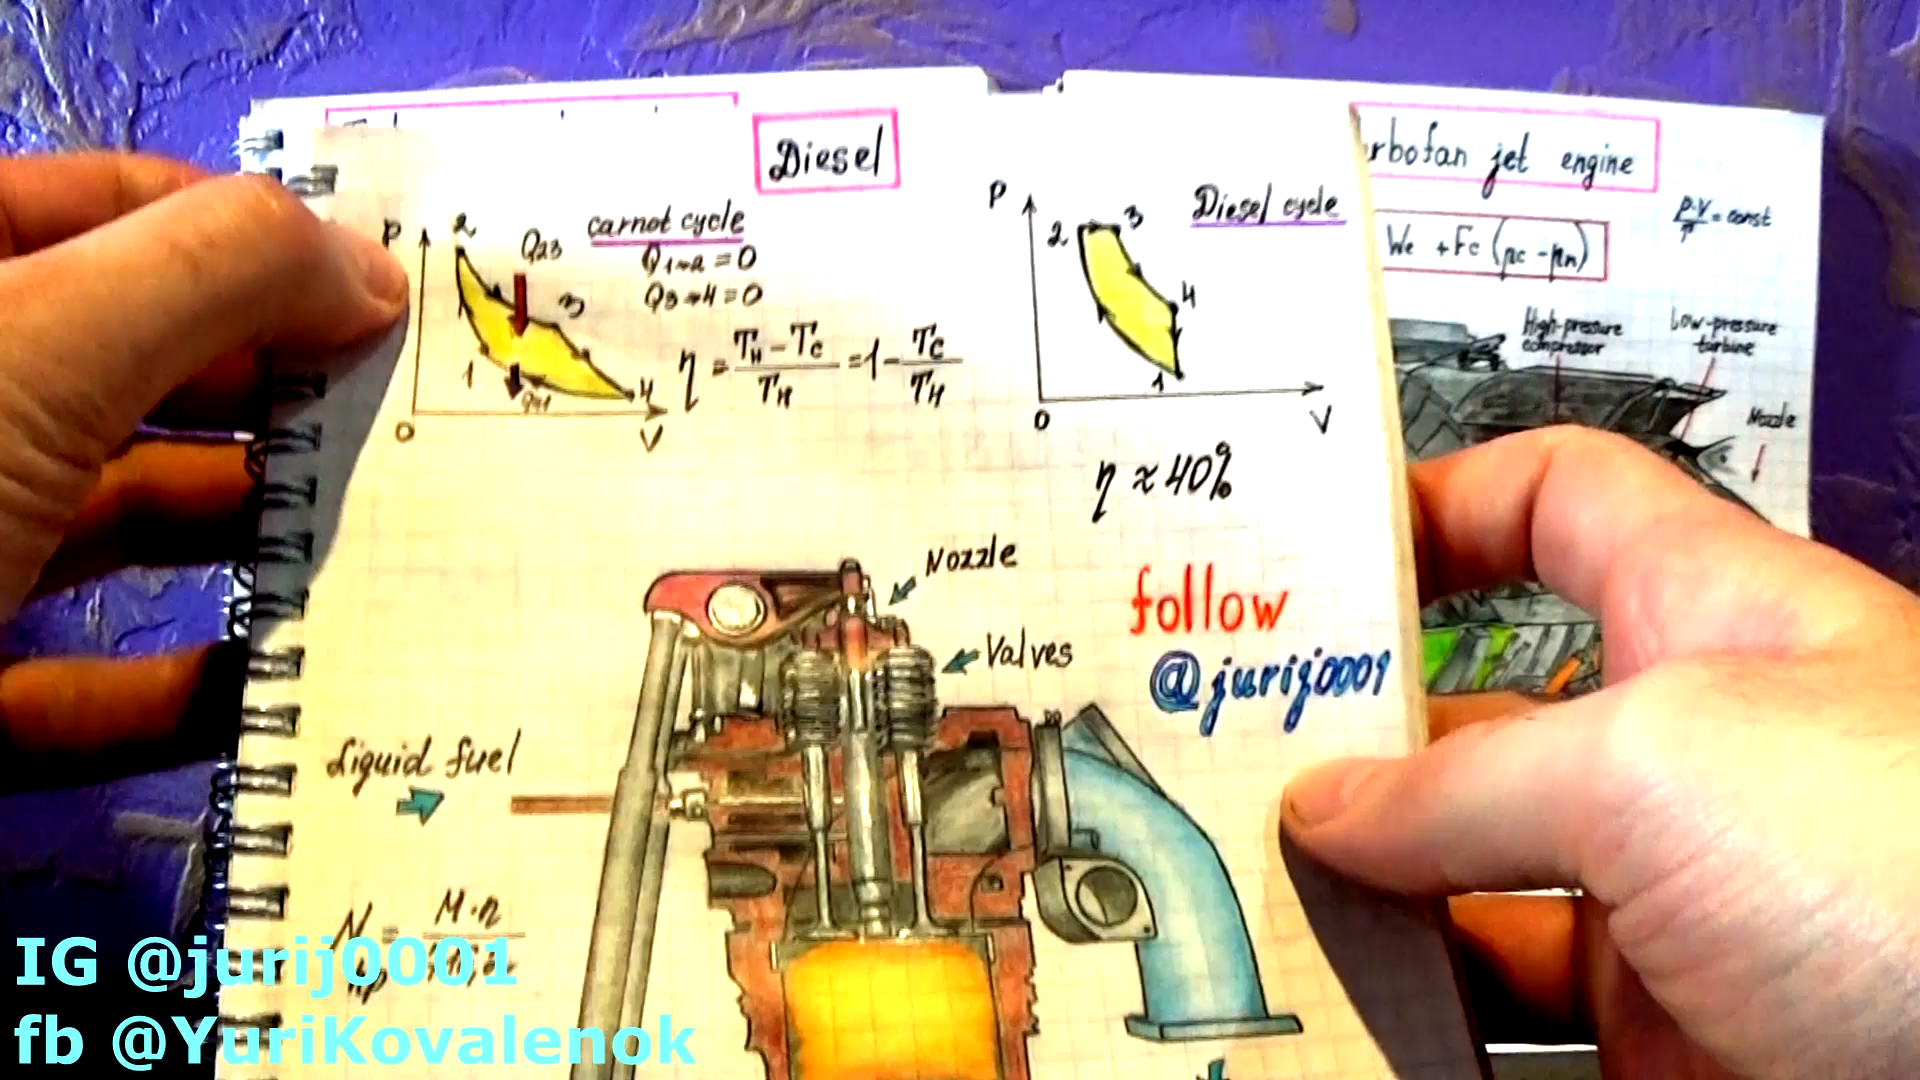 Diesel
P
2
Q23
3
1
Q41
4
0
V
carnot cycle
Q1→2 = 0
Q3→4 = 0
η = TH - TC / TH = 1 - TC / TH
P
Diesel cycle
2
3
4
1
0
V
η ≈ 40%
Nozzle
Valves
follow
@jurij0001
Liquid fuel
M·n
rbofan jet engine
P·V/T = const
We + Fc (pc - pn)
High-pressure
compressor
Low-pressure
turbine
Nozzle
IG @jurij0001
fb @YuriKovalenok